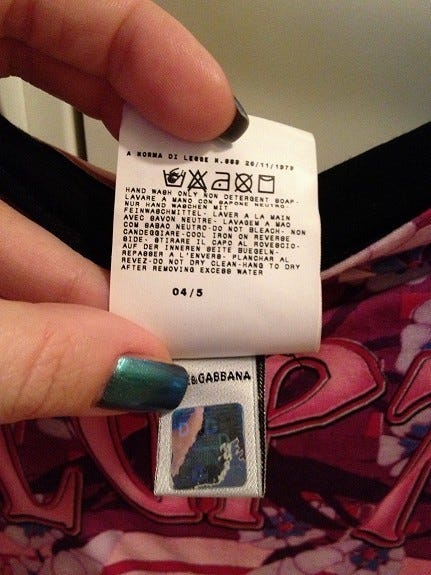 A NORMA DI LEGGE N.883 26/11/1973
HAND WASH ONLY NON DETERGENT SOAP-
LAVARE A MANO CON SAPONE NEUTRO-
NUR HAND WASCHEN MIT
FEINWASCHMITTEL- LAVER A LA MAIN
AVEC SAVON NEUTRE- LAVAGEM A MAO
COM SABAO NEUTRO-DO NOT BLEACH- NON
CANDEGGIARE-COOL IRON ON REVERSE
SIDE- STIRARE IL CAPO AL ROVESCIO-
AUF DER INNEREN SEITE BUEGELN-
REPASSER A L'ENVERS- PLANCHAR AL
REVEZ-DO NOT DRY CLEAN-HANG TO DRY
AFTER REMOVING EXCESS WATER
04/5
&GABBANA